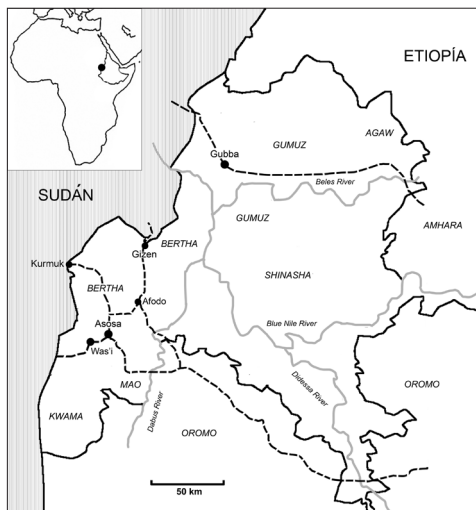 ETIOPÍA
GUMUZ
AGAW
Gubba
Beles River
SUDÁN
GUMUZ
AMHARA
BERTHA
Gizen
Kurmuk
SHINASHA
BERTHA
Afodo
Asosa
Blue Nile River
Was'i
MAO
Didessa River
OROMO
KWAMA
Dabus River
OROMO
50 km